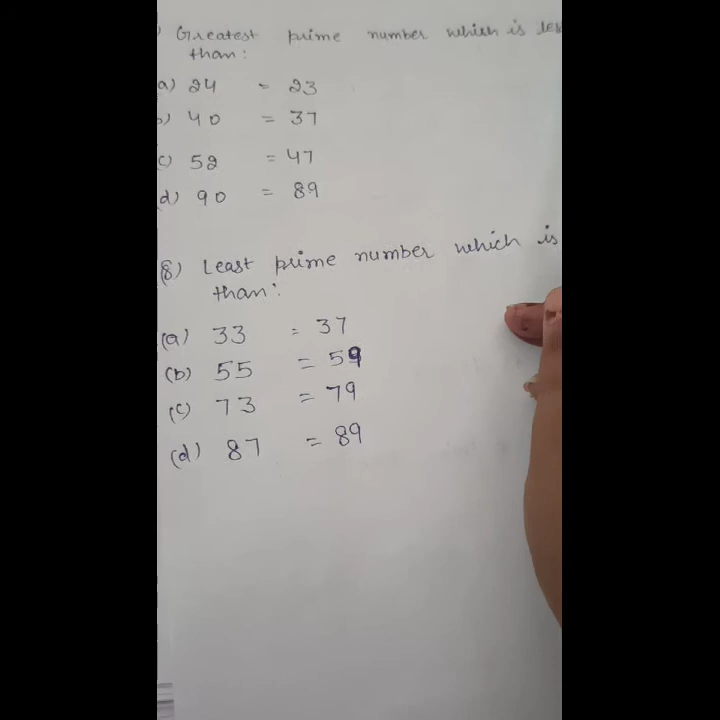 ) Greatest prime number which is less
than:
a) 24 = 23
b) 40 = 37
c) 52 = 47
d) 90 = 89
(8) Least prime number which is
than:
(a) 33 = 37
(b) 55 = 59
(c) 73 = 79
(d) 87 = 89